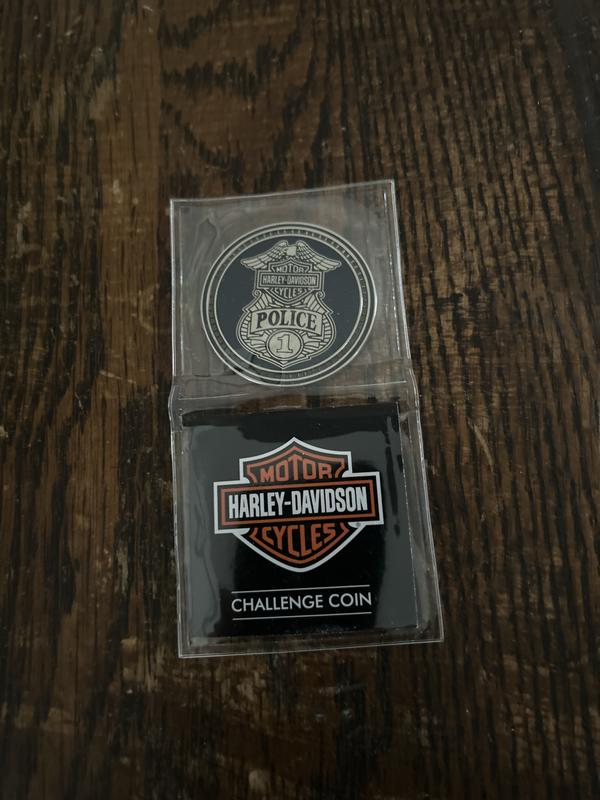 MOTOR
HARLEY-DAVIDSON
CYCLES
POLICE
1
MOTOR
HARLEY-DAVIDSON
CYCLES
CHALLENGE COIN